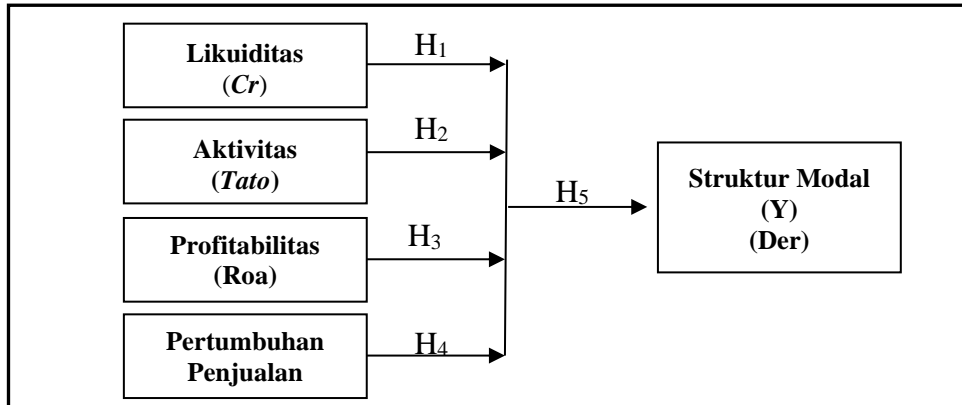 Likuiditas
(Cr)
H1
Aktivitas
(Tato)
H2
Profitabilitas
(Roa)
H3
Pertumbuhan
Penjualan
H4
H5
Struktur Modal
(Y)
(Der)